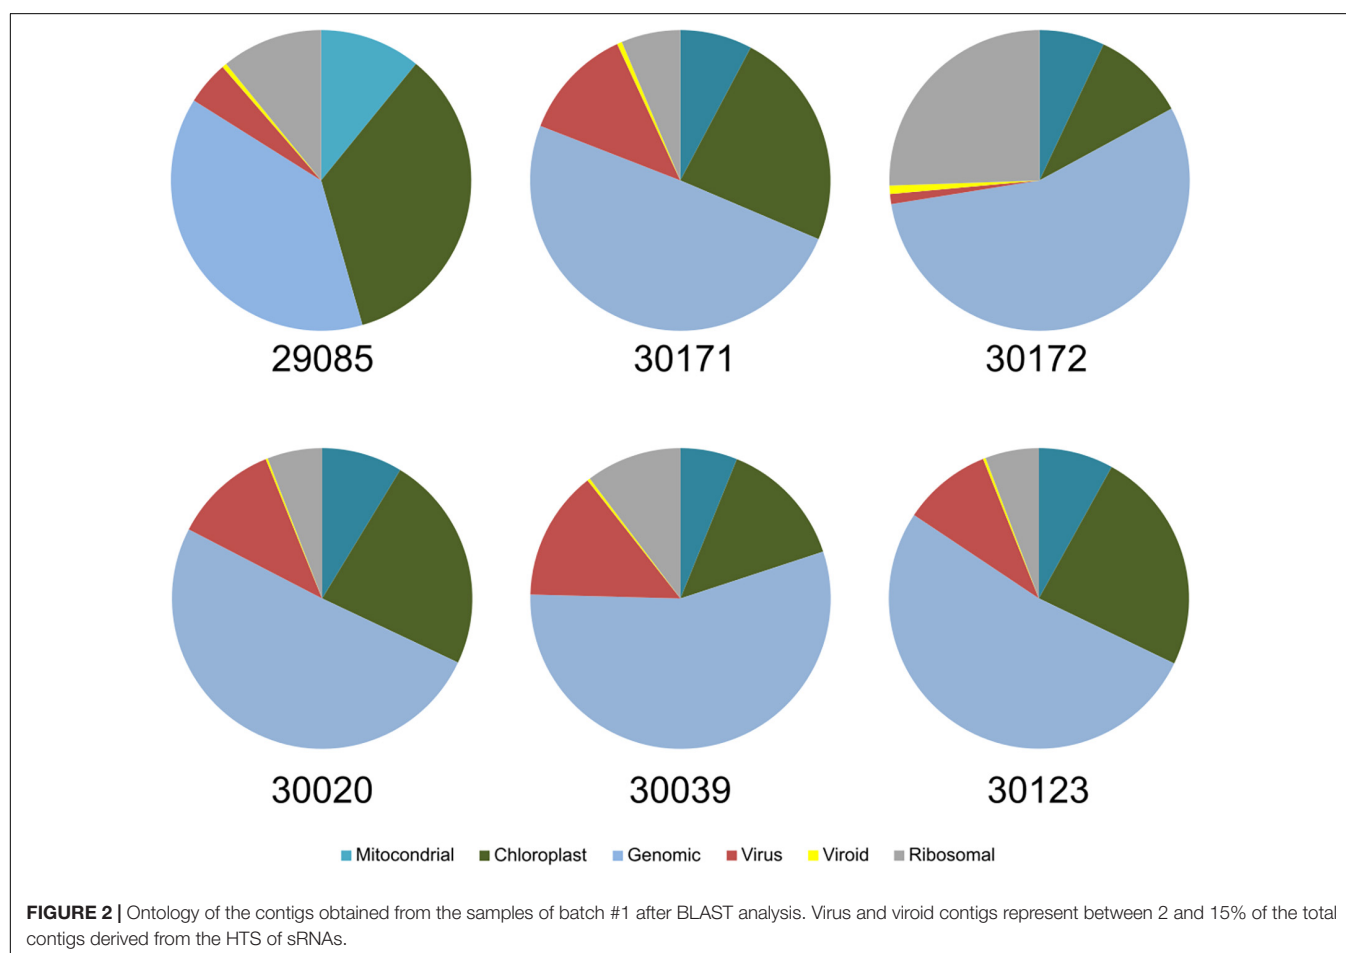 29085
30171
30172
30020
30039
30123
Mitocondrial Chloroplast Genomic Virus Viroid Ribosomal
FIGURE 2 | Ontology of the contigs obtained from the samples of batch #1 after BLAST analysis. Virus and viroid contigs represent between 2 and 15% of the total
contigs derived from the HTS of sRNAs.